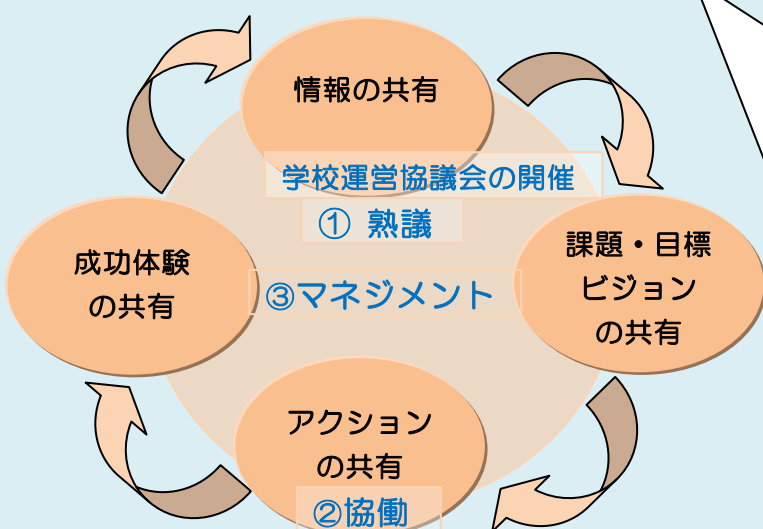 情報の共有
学校運営協議会の開催
① 熟議
課題・目標
ビジョン
の共有
成功体験
の共有
③マネジメント
アクション
の共有
②協働